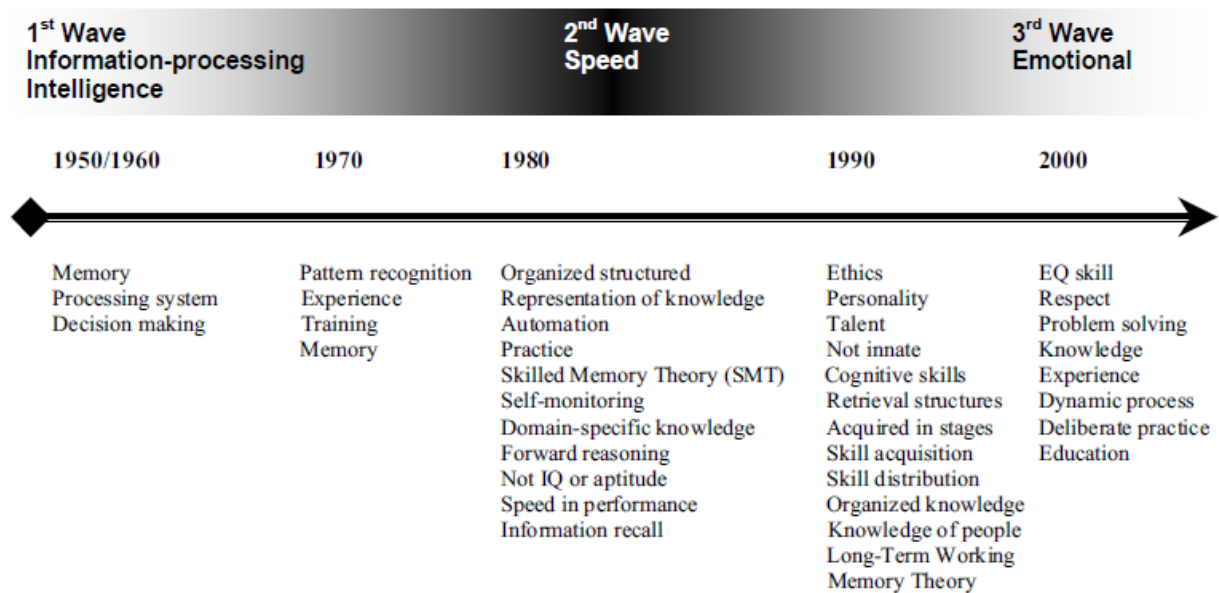 1st Wave
Information-processing
Intelligence
2nd Wave
Speed
3rd Wave
Emotional
1950/1960
1970
1980
1990
2000
Memory
Processing system
Decision making
Pattern recognition
Experience
Training
Memory
Organized structured
Representation of knowledge
Automation
Practice
Skilled Memory Theory (SMT)
Self-monitoring
Domain-specific knowledge
Forward reasoning
Not IQ or aptitude
Speed in performance
Information recall
Ethics
Personality
Talent
Not innate
Cognitive skills
Retrieval structures
Acquired in stages
Skill acquisition
Skill distribution
Organized knowledge
Knowledge of people
Long-Term Working
Memory Theory
EQ skill
Respect
Problem solving
Knowledge
Experience
Dynamic process
Deliberate practice
Education